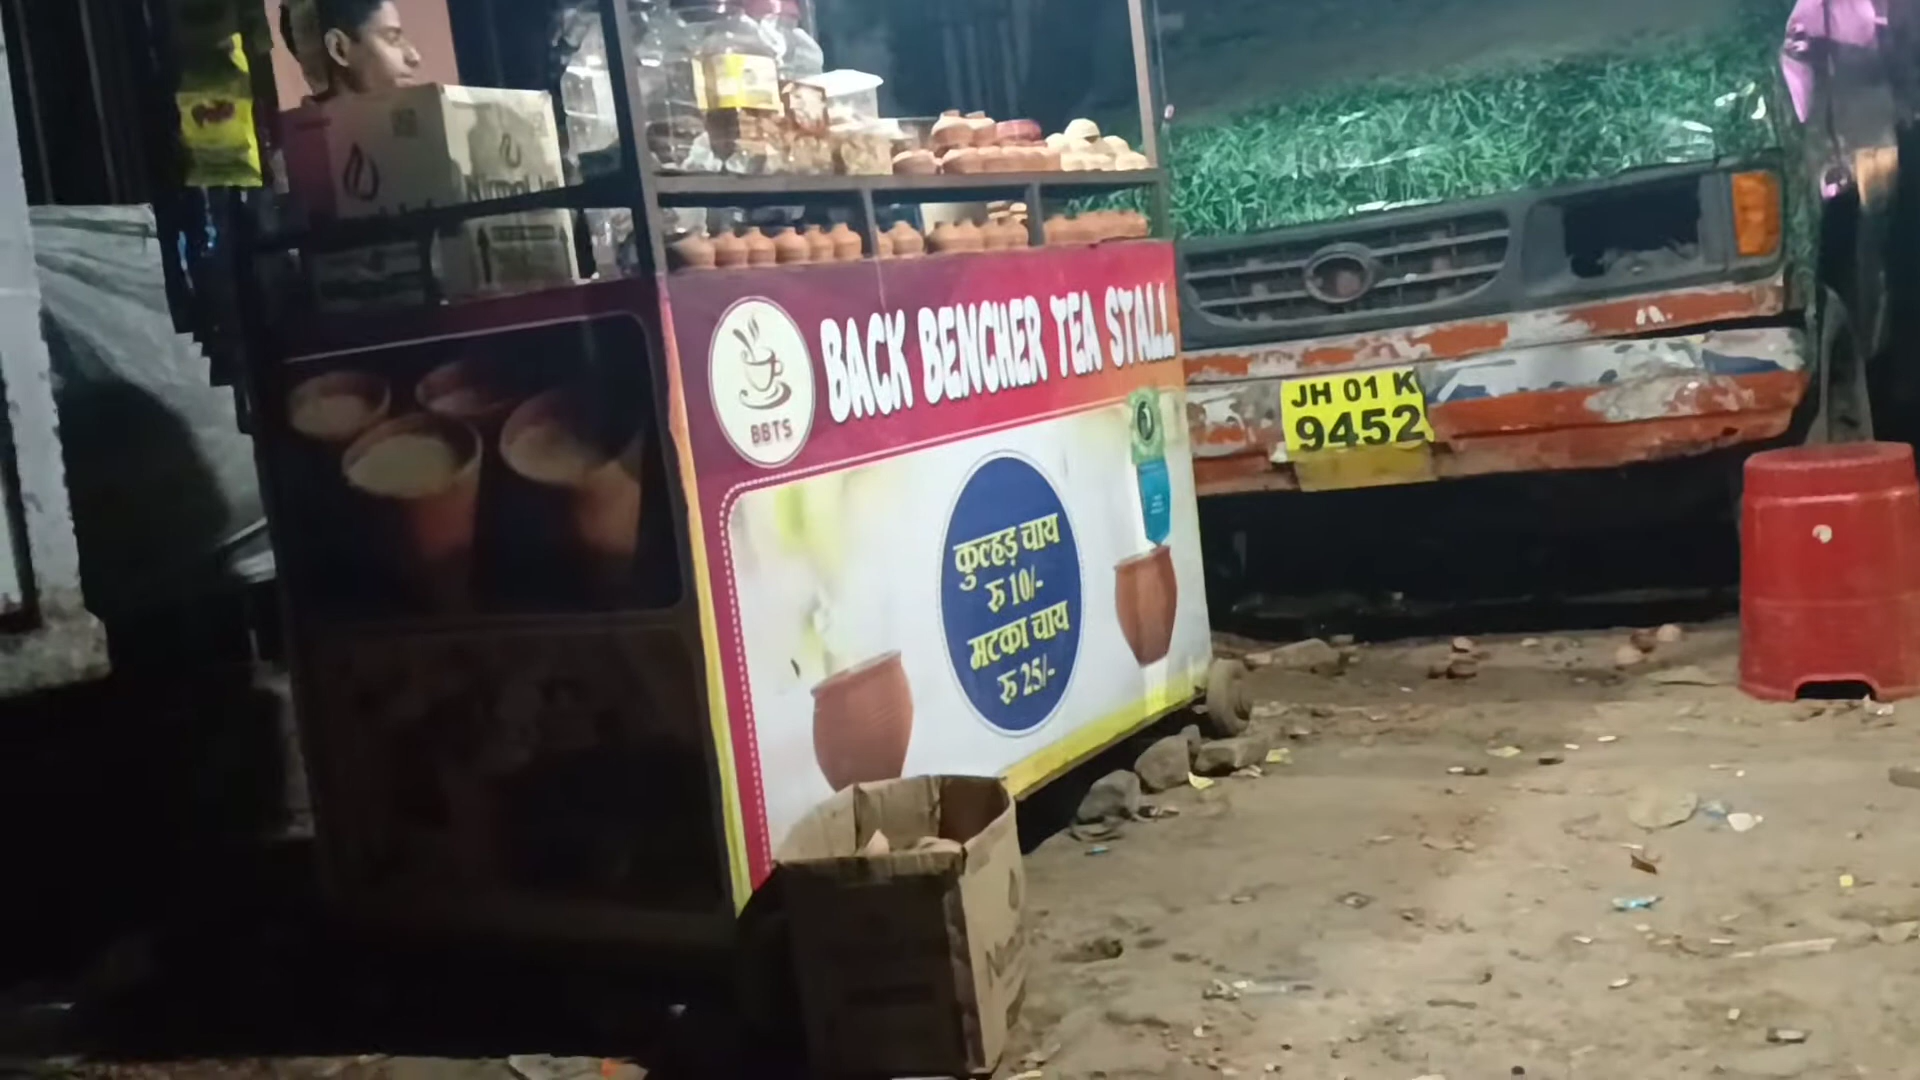 BACK BENCHER TEA STALL
BBTS
कुल्हड़ चाय
रु 10/-
मटका चाय
रु 25/-
JH 01 K
9452